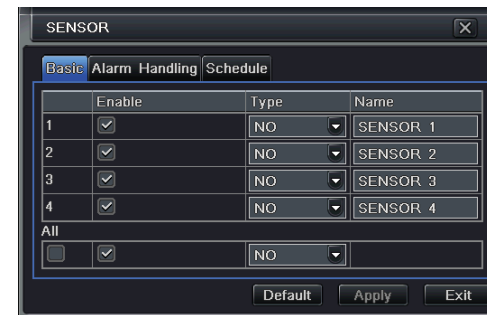 SENSOR
Basic Alarm Handling Schedule
Enable Type Name
1 NO SENSOR 1
2 NO SENSOR 2
3 NO SENSOR 3
4 NO SENSOR 4
All
NO
Default Apply Exit